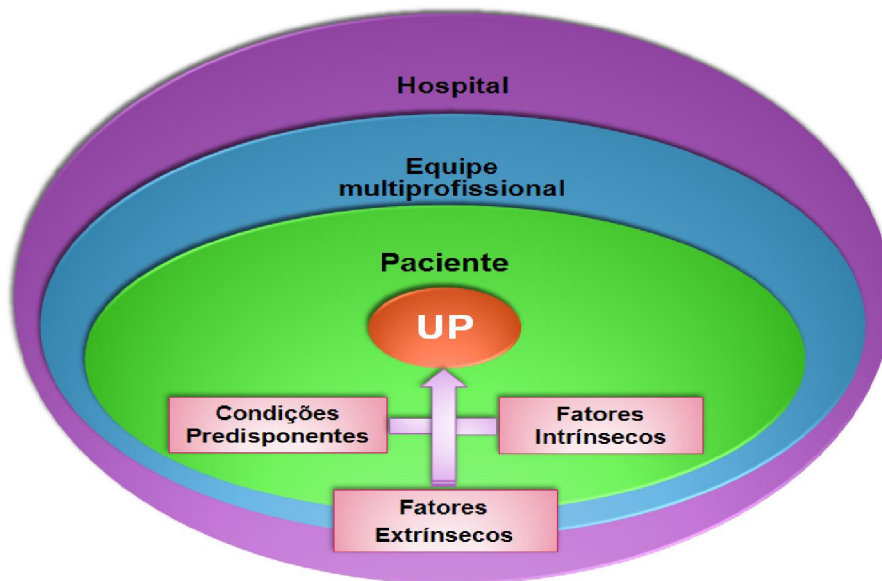 Hospital
Equipe
multiprofissional
Paciente
UP
Condições
Predisponentes
Fatores
Intrínsecos
Fatores
Extrínsecos